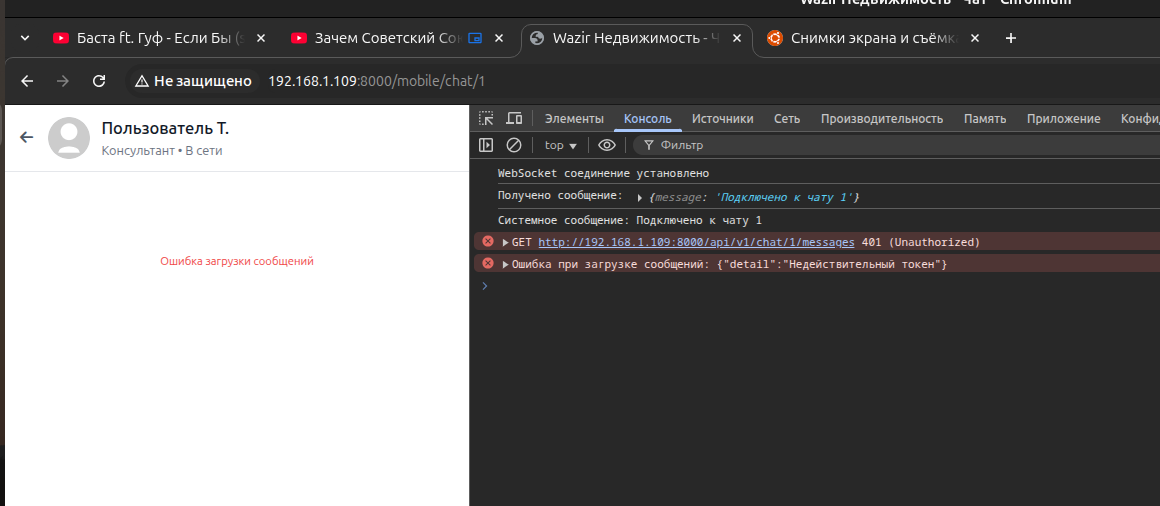 Wazir Недвижимость - Чат - Chromium
Баста ft. Гуф - Если Бы (s
Зачем Советский Со
Wazir Недвижимость - Ч
Снимки экрана и съёмк
Не защищено
192.168.1.109:8000/mobile/chat/1
Пользователь Т.
Консультант • В сети
Ошибка загрузки сообщений
Элементы Консоль Источники Сеть Производительность Память Приложение Конфид
top Фильтр
WebSocket соединение установлено
Получено сообщение: {message: 'Подключено к чату 1'}
Системное сообщение: Подключено к чату 1
GET http://192.168.1.109:8000/api/v1/chat/1/messages 401 (Unauthorized)
Ошибка при загрузке сообщений: {"detail":"Недействительный токен"}